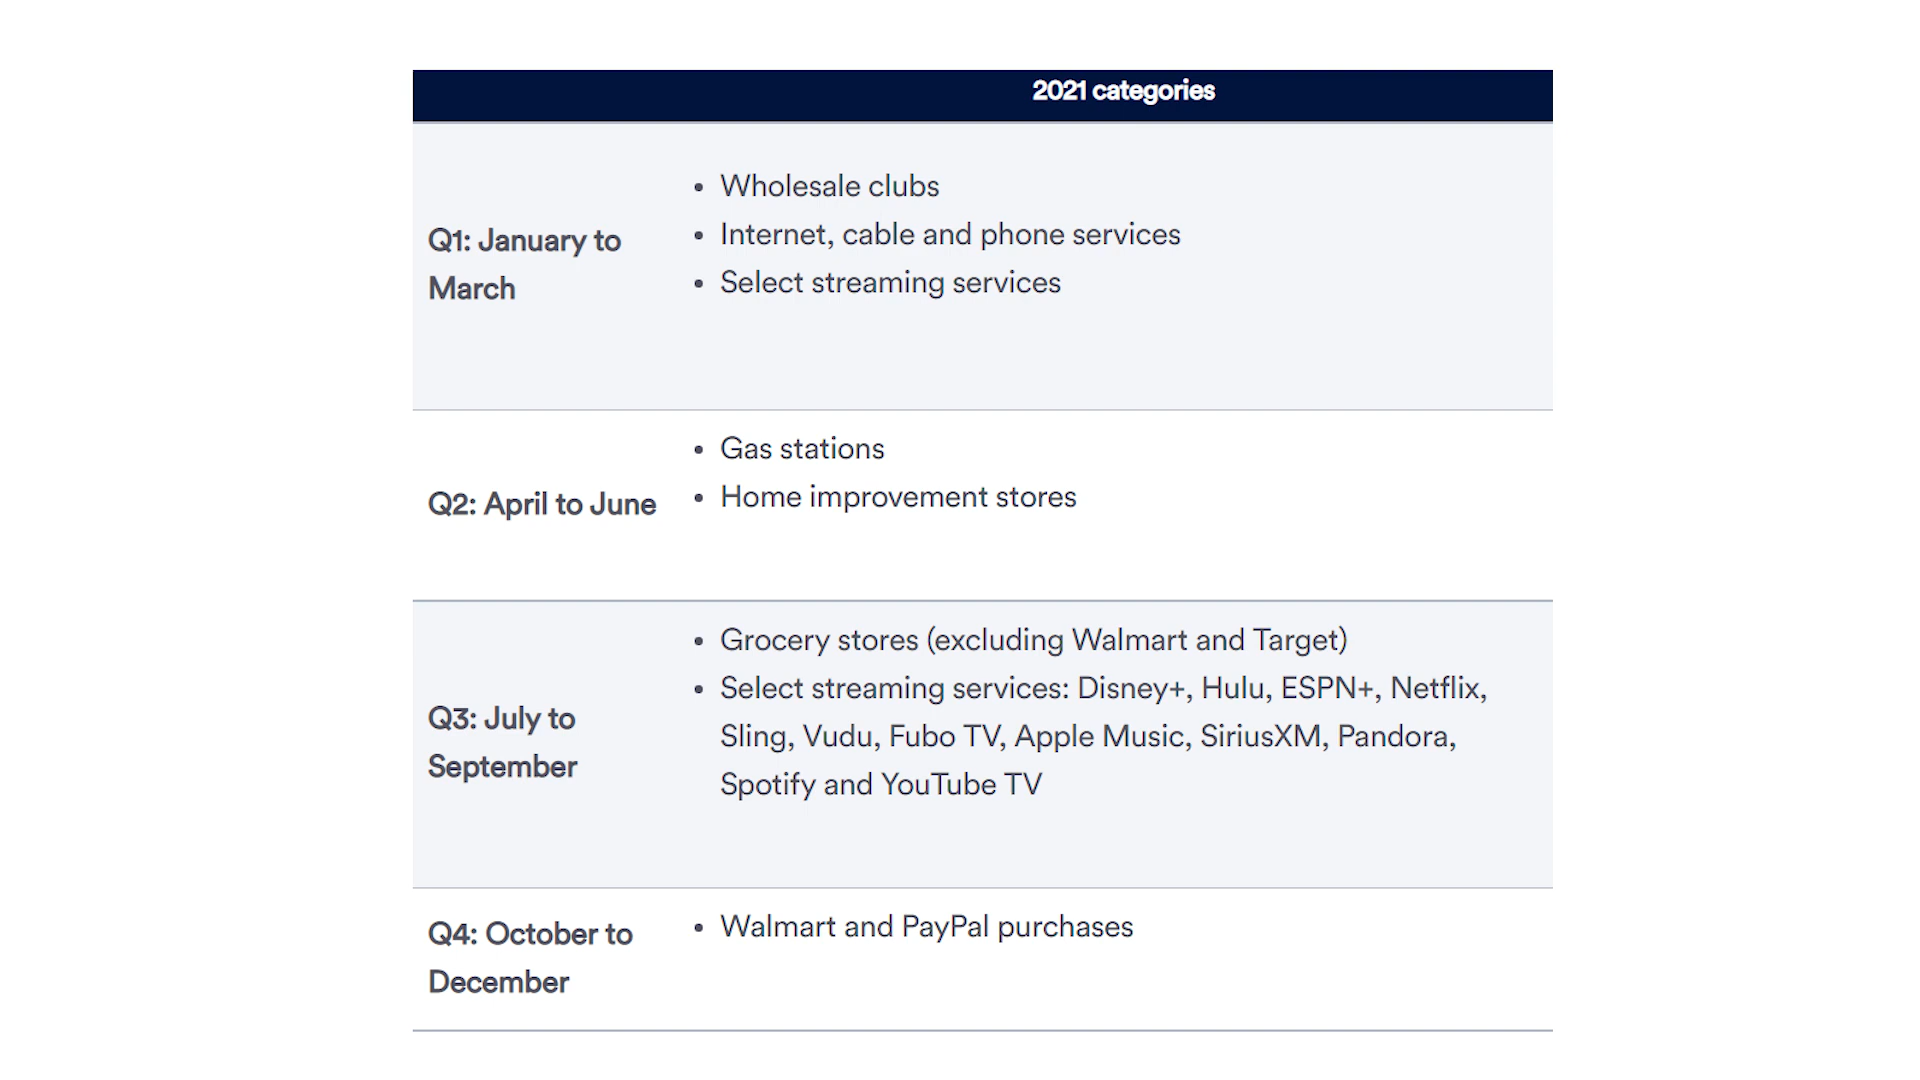 2021 categories
Q1: January to
March
• Wholesale clubs
• Internet, cable and phone services
• Select streaming services
Q2: April to June
• Gas stations
• Home improvement stores
Q3: July to
September
• Grocery stores (excluding Walmart and Target)
• Select streaming services: Disney+, Hulu, ESPN+, Netflix,
Sling, Vudu, Fubo TV, Apple Music, SiriusXM, Pandora,
Spotify and YouTube TV
Q4: October to
December
• Walmart and PayPal purchases